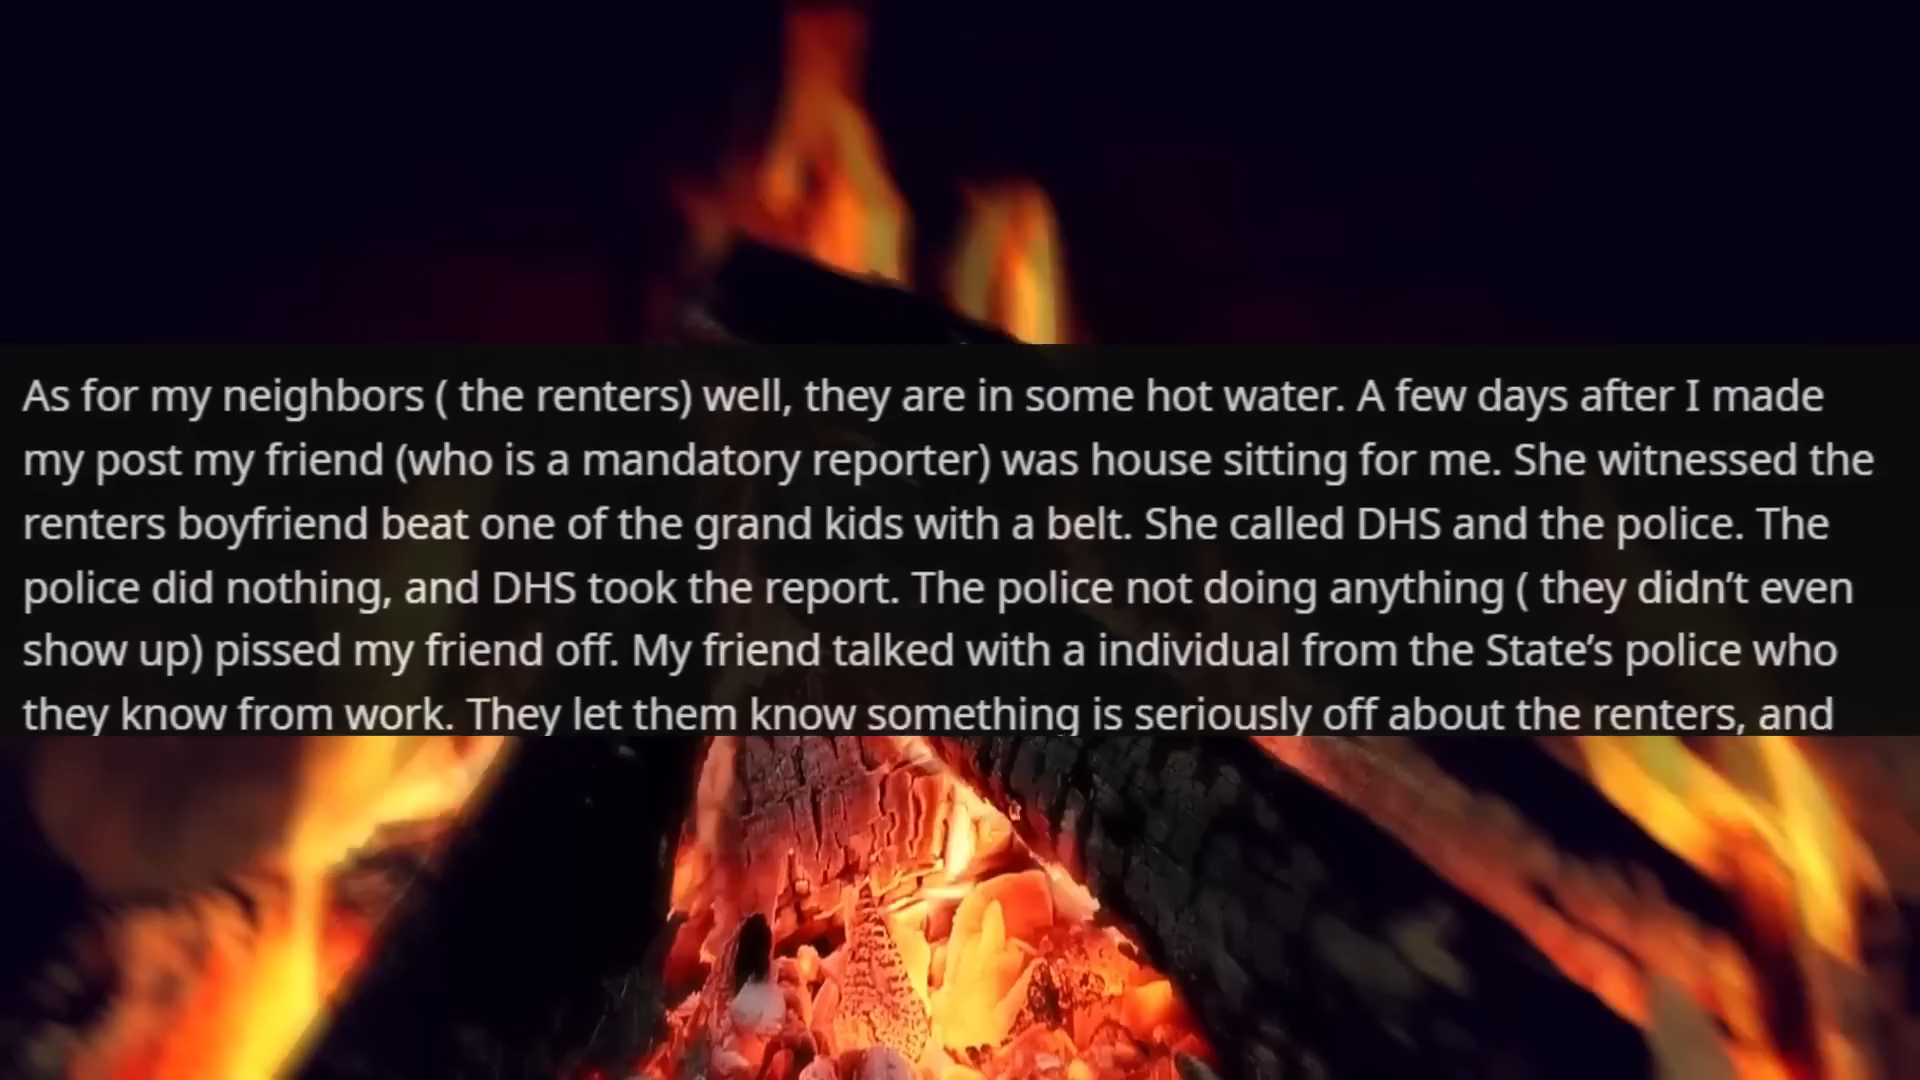 As for my neighbors ( the renters) well, they are in some hot water. A few days after I made
my post my friend (who is a mandatory reporter) was house sitting for me. She witnessed the
renters boyfriend beat one of the grand kids with a belt. She called DHS and the police. The
police did nothing, and DHS took the report. The police not doing anything ( they didn’t even
show up) pissed my friend off. My friend talked with a individual from the State’s police who
they know from work. They let them know something is seriously off about the renters, and